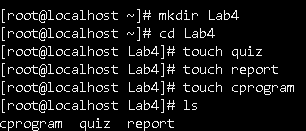 [root@localhost ~]# mkdir Lab4
[root@localhost ~]# cd Lab4
[root@localhost Lab4]# touch quiz
[root@localhost Lab4]# touch report
[root@localhost Lab4]# touch cprogram
[root@localhost Lab4]# ls
cprogram  quiz  report